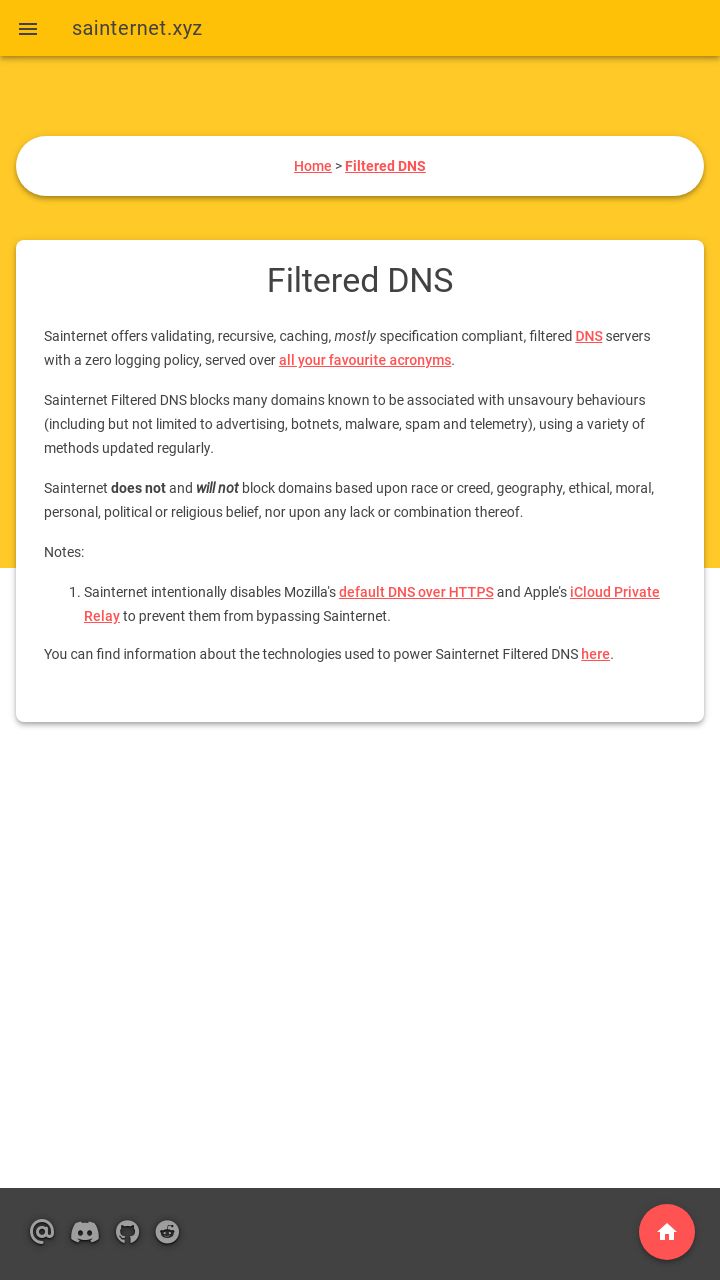 sainternet.xyz
Home > Filtered DNS
Filtered DNS
Sainternet offers validating, recursive, caching, mostly specification compliant, filtered DNS servers
with a zero logging policy, served over all your favourite acronyms.
Sainternet Filtered DNS blocks many domains known to be associated with unsavoury behaviours
(including but not limited to advertising, botnets, malware, spam and telemetry), using a variety of
methods updated regularly.
Sainternet does not and will not block domains based upon race or creed, geography, ethical, moral,
personal, political or religious belief, nor upon any lack or combination thereof.
Notes:
1. Sainternet intentionally disables Mozilla's default DNS over HTTPS and Apple's iCloud Private
Relay to prevent them from bypassing Sainternet.
You can find information about the technologies used to power Sainternet Filtered DNS here.